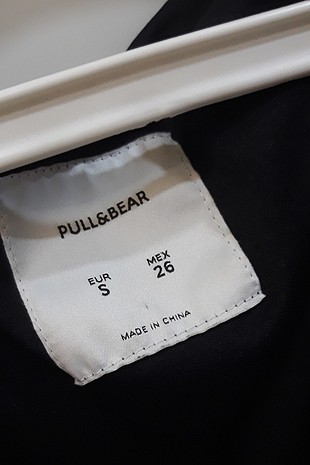 PULL&BEAR
EUR MEX
S 26
MADE IN CHINA